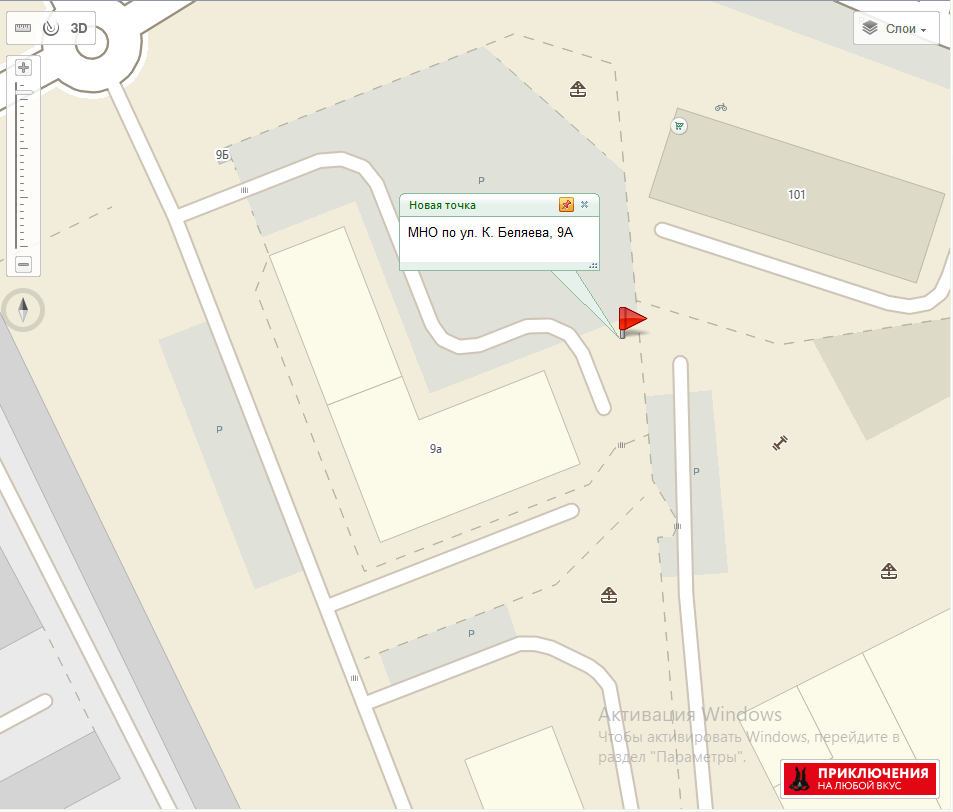 3D
Слои
9Б
P
Новая точка
МНО по ул. К. Беляева, 9А
101
P
9а
P
P
Активация Windows
Чтобы активировать Windows, перейдите в
раздел "Параметры".
ПРИКЛЮЧЕНИЯ
НА ЛЮБОЙ ВКУС